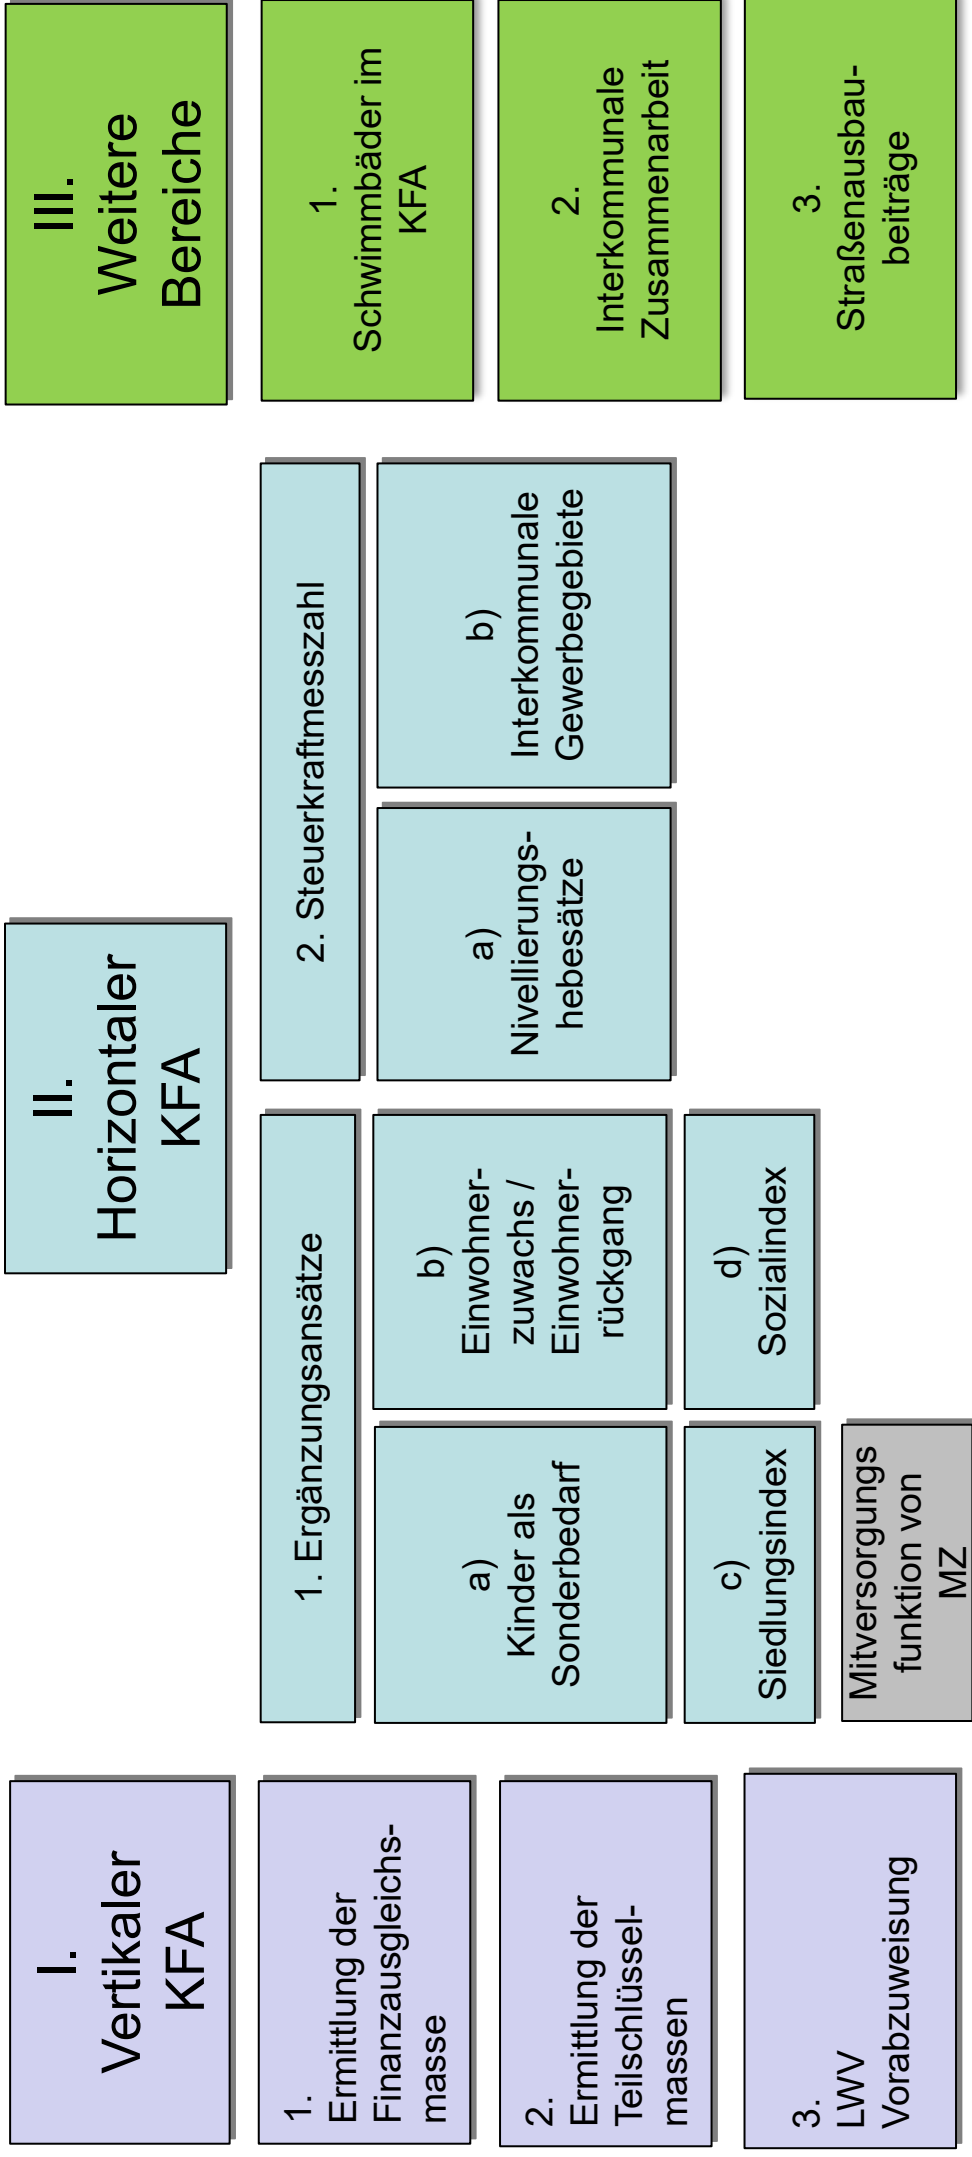 I.
Vertikaler
KFA
1.
Ermittlung der
Finanzausgleichs-
masse
2.
Ermittlung der
Teilschlüssel-
massen
3.
LWV
Vorabzuweisung
II.
Horizontaler
KFA
1. Ergänzungsansätze
a)
Kinder als
Sonderbedarf
b)
Einwohner-
zuwachs /
Einwohner-
rückgang
c)
Siedlungsindex
d)
Sozialindex
Mitversorgungs
funktion von
MZ
2. Steuerkraftmesszahl
a)
Nivellierungs-
hebesätze
b)
Interkommunale
Gewerbegebiete
III.
Weitere
Bereiche
1.
Schwimmbäder im
KFA
2.
Interkommunale
Zusammenarbeit
3.
Straßenausbau-
beiträge